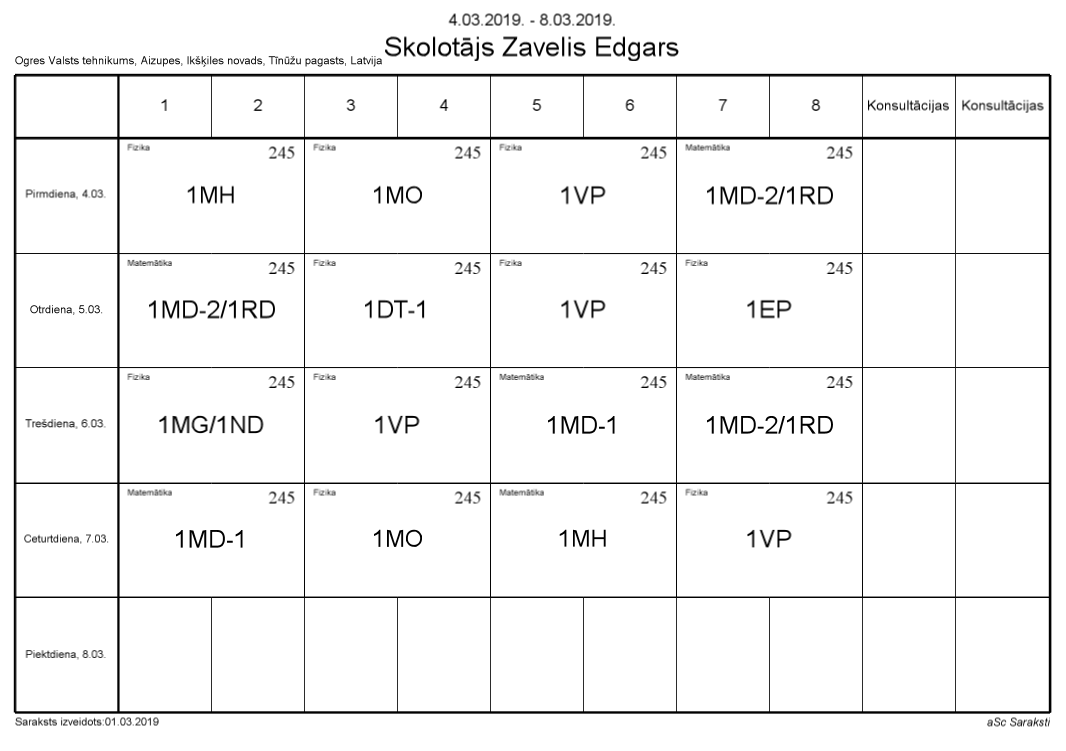 4.03.2019. - 8.03.2019.
Skolotājs Zavelis Edgars
Ogres Valsts tehnikums, Aizupes, Ikšķiles novads, Tīnūžu pagasts, Latvija
1 2 3 4 5 6 7 8 Konsultācijas Konsultācijas
Fizika 245 Fizika 245 Fizika 245 Matemātika 245
Pirmdiena, 4.03. 1MH 1MO 1VP 1MD-2/1RD
Matemātika 245 Fizika 245 Fizika 245 Fizika 245
Otrdiena, 5.03. 1MD-2/1RD 1DT-1 1VP 1EP
Fizika 245 Fizika 245 Matemātika 245 Matemātika 245
Trešdiena, 6.03. 1MG/1ND 1VP 1MD-1 1MD-2/1RD
Matemātika 245 Fizika 245 Matemātika 245 Fizika 245
Ceturtdiena, 7.03. 1MD-1 1MO 1MH 1VP
Piektdiena, 8.03.
Saraksts izveidots:01.03.2019 aSc Saraksti